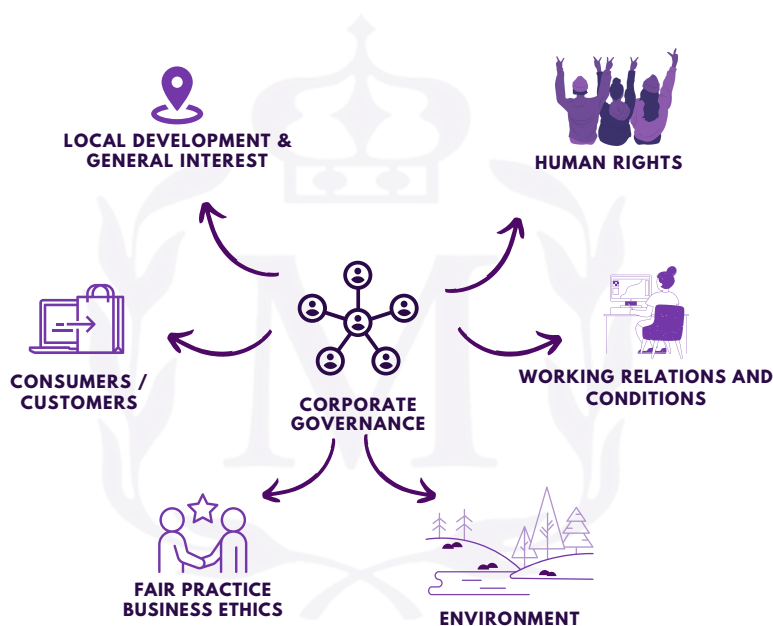 LOCAL DEVELOPMENT &
GENERAL INTEREST
HUMAN RIGHTS
CONSUMERS /
CUSTOMERS
WORKING RELATIONS AND
CONDITIONS
CORPORATE
GOVERNANCE
FAIR PRACTICE
BUSINESS ETHICS
ENVIRONMENT
M